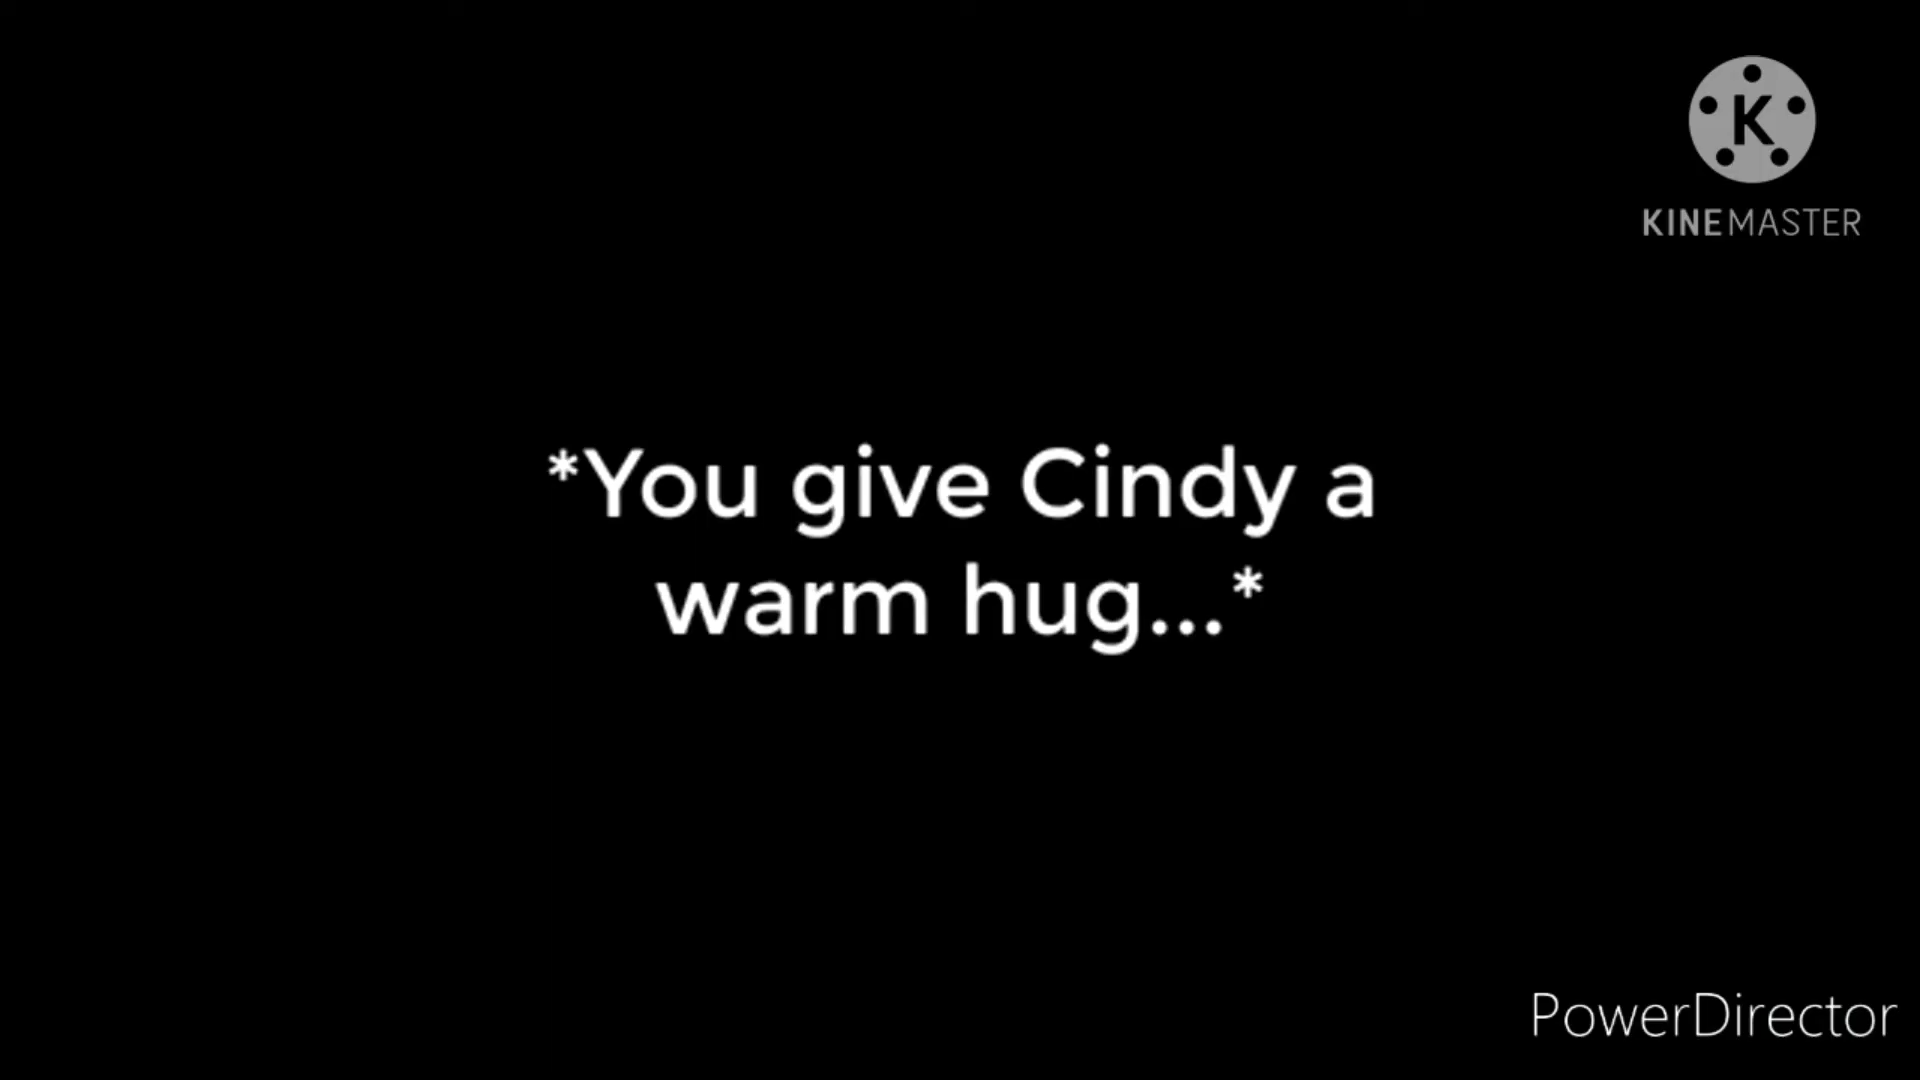 K
KINEMASTER
*You give Cindy a
warm hug...*
PowerDirector